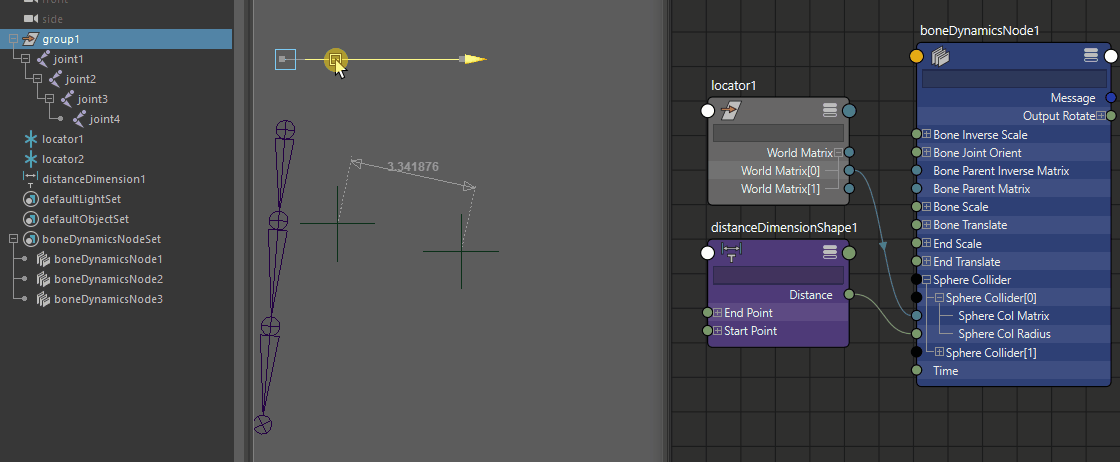 front
side
group1
joint1
joint2
joint3
joint4
locator1
locator2
distanceDimension1
defaultLightSet
defaultObjectSet
boneDynamicsNodeSet
boneDynamicsNode1
boneDynamicsNode2
boneDynamicsNode3
3.341876
locator1
World Matrix
World Matrix[0]
World Matrix[1]
distanceDimensionShape1
Distance
End Point
Start Point
boneDynamicsNode1
Message
Output Rotate
Bone Inverse Scale
Bone Joint Orient
Bone Parent Inverse Matrix
Bone Parent Matrix
Bone Scale
Bone Translate
End Scale
End Translate
Sphere Collider
Sphere Collider[0]
Sphere Col Matrix
Sphere Col Radius
Sphere Collider[1]
Time